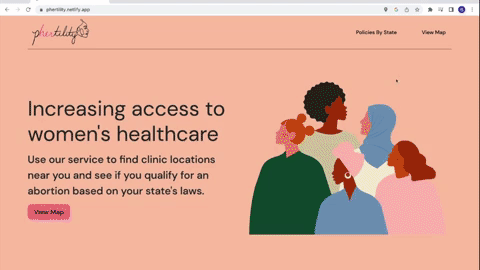 phertility.netlify.app
phertility
Policies By State
View Map
Increasing access to
women's healthcare
Use our service to find clinic locations
near you and see if you qualify for an
abortion based on your state's laws.
View Map